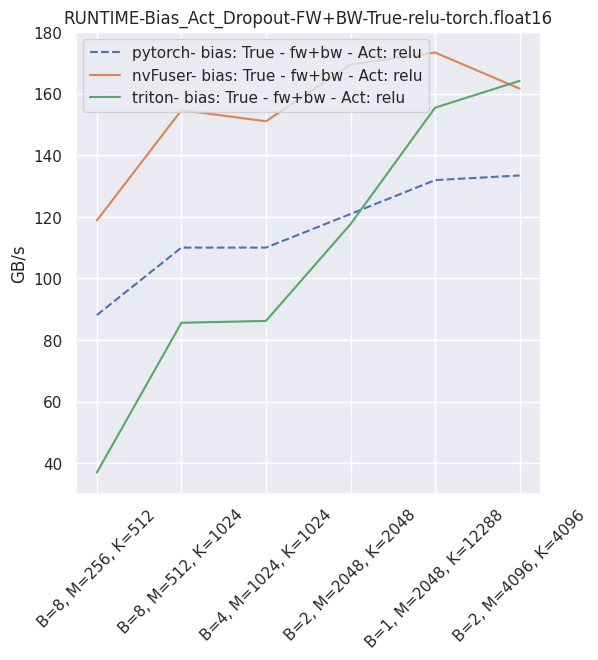 RUNTIME-Bias_Act_Dropout-FW+BW-True-relu-torch.float16
pytorch- bias: True - fw+bw - Act: relu
nvFuser- bias: True - fw+bw - Act: relu
triton- bias: True - fw+bw - Act: relu
GB/s
180
160
140
120
100
80
60
40
B=8, M=256, K=512
B=8, M=512, K=1024
B=4, M=1024, K=1024
B=2, M=2048, K=2048
B=1, M=2048, K=12288
B=2, M=4096, K=4096